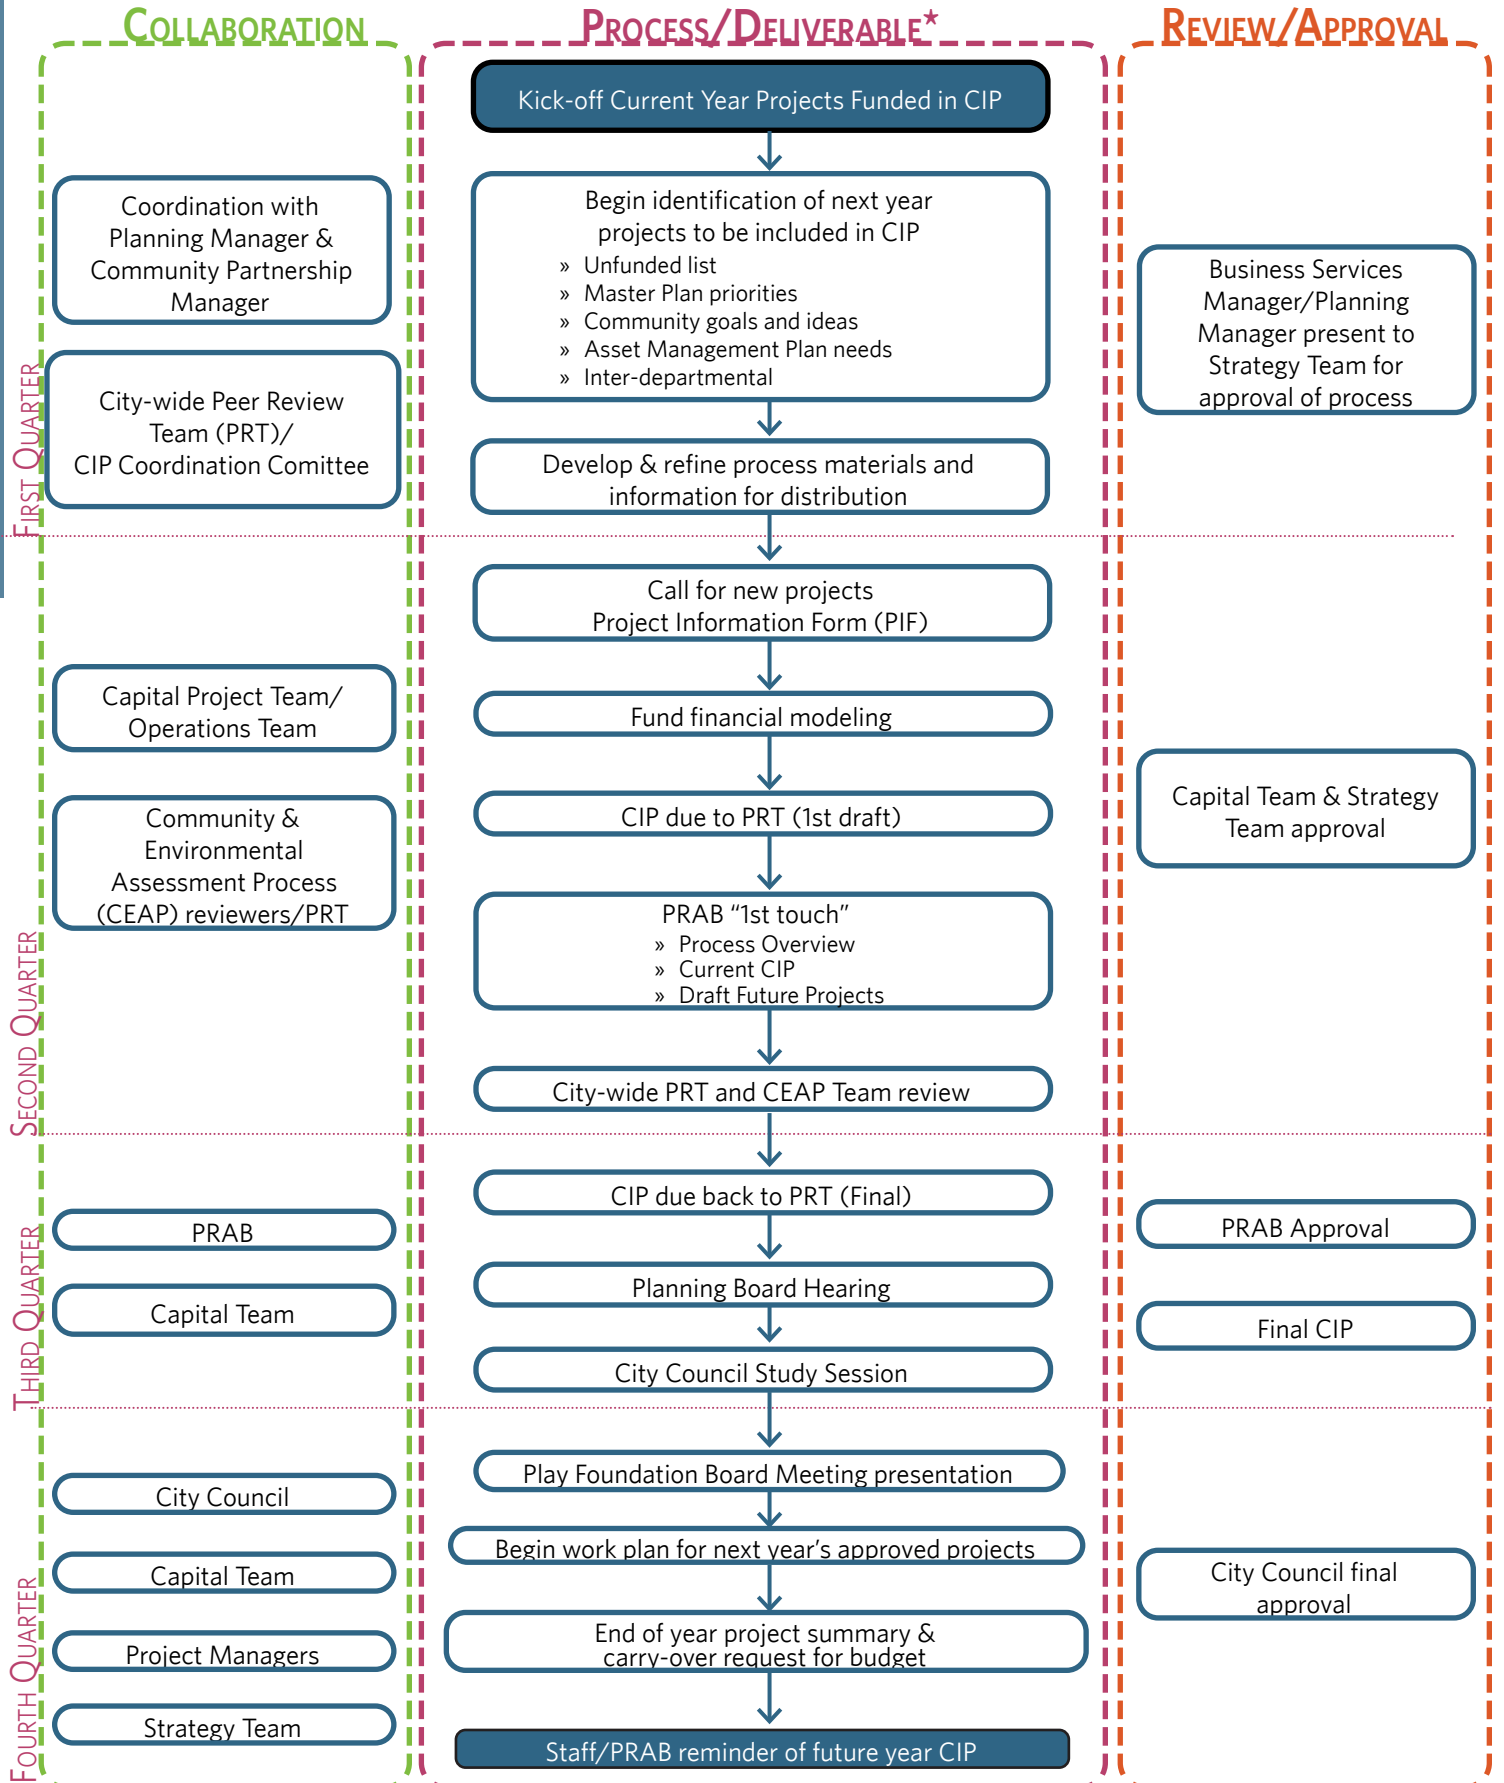 COLLABORATION
PROCESS/DELIVERABLE*
REVIEW/APPROVAL
FIRST QUARTER
Coordination with
Planning Manager &
Community Partnership
Manager
City-wide Peer Review
Team (PRT)/
CIP Coordination Comittee
Kick-off Current Year Projects Funded in CIP
Begin identification of next year
projects to be included in CIP
» Unfunded list
» Master Plan priorities
» Community goals and ideas
» Asset Management Plan needs
» Inter-departmental
Develop & refine process materials and
information for distribution
Business Services
Manager/Planning
Manager present to
Strategy Team for
approval of process
SECOND QUARTER
Capital Project Team/
Operations Team
Community &
Environmental
Assessment Process
(CEAP) reviewers/PRT
Call for new projects
Project Information Form (PIF)
Fund financial modeling
CIP due to PRT (1st draft)
PRAB “1st touch”
» Process Overview
» Current CIP
» Draft Future Projects
City-wide PRT and CEAP Team review
Capital Team & Strategy
Team approval
THIRD QUARTER
PRAB
Capital Team
CIP due back to PRT (Final)
Planning Board Hearing
City Council Study Session
PRAB Approval
Final CIP
FOURTH QUARTER
City Council
Capital Team
Project Managers
Strategy Team
Play Foundation Board Meeting presentation
Begin work plan for next year’s approved projects
End of year project summary &
carry-over request for budget
Staff/PRAB reminder of future year CIP
City Council final
approval